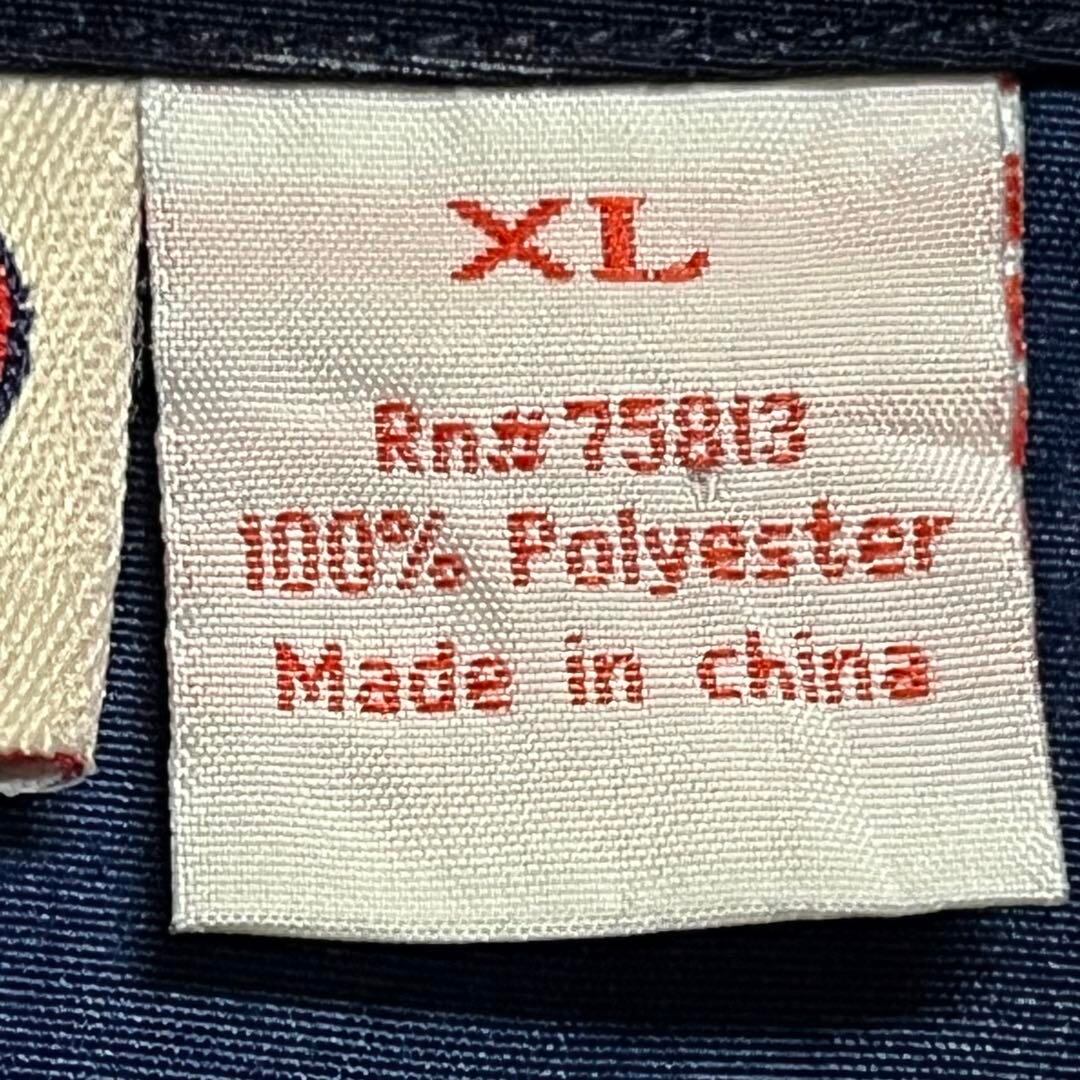 XL
Rn# 75813
100% Polyester
Made in china